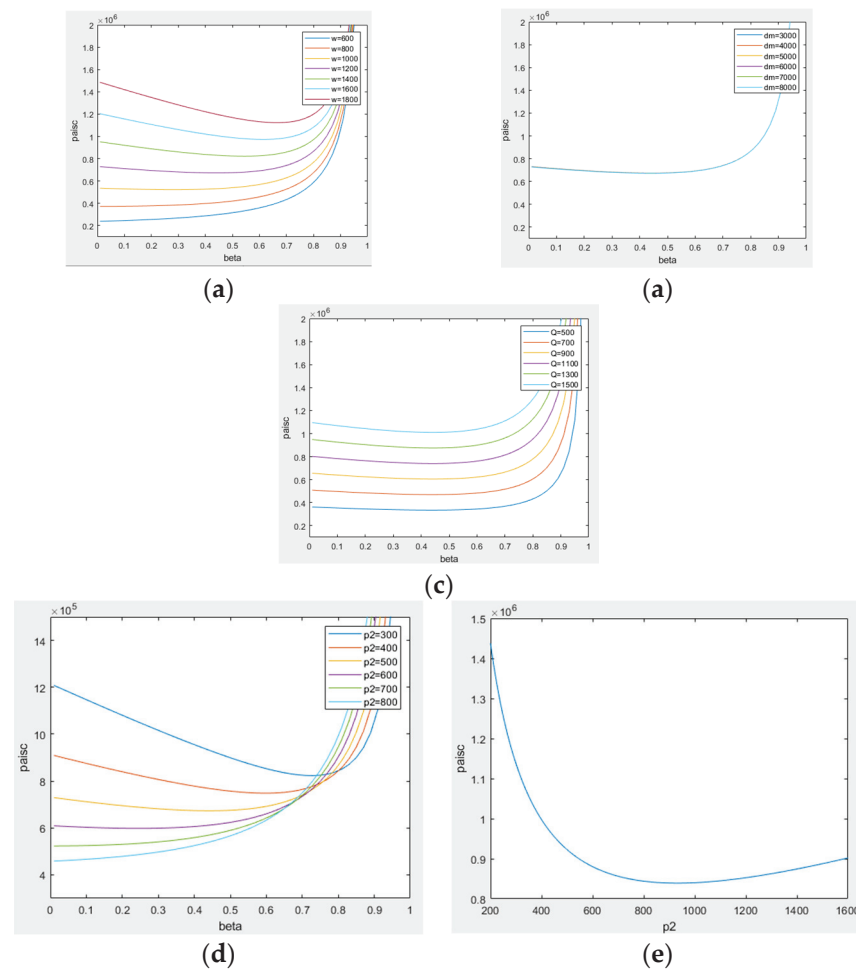 × 10^6
2
1.8
1.6
1.4
1.2
1
0.8
0.6
0.4
0.2
paisc
w=600
w=800
w=1000
w=1200
w=1400
w=1600
w=1800
0 0.1 0.2 0.3 0.4 0.5 0.6 0.7 0.8 0.9 1
beta
(a)
× 10^6
2
1.8
1.6
1.4
1.2
1
0.8
0.6
0.4
0.2
paisc
dm=3000
dm=4000
dm=5000
dm=6000
dm=7000
dm=8000
0 0.1 0.2 0.3 0.4 0.5 0.6 0.7 0.8 0.9 1
beta
(a)
× 10^6
2
1.8
1.6
1.4
1.2
1
0.8
0.6
0.4
0.2
paisc
Q=500
Q=700
Q=900
Q=1100
Q=1300
Q=1500
0 0.1 0.2 0.3 0.4 0.5 0.6 0.7 0.8 0.9 1
beta
(c)
× 10^5
14
12
10
8
6
4
paisc
p2=300
p2=400
p2=500
p2=600
p2=700
p2=800
0 0.1 0.2 0.3 0.4 0.5 0.6 0.7 0.8 0.9 1
beta
(d)
× 10^6
1.5
1.4
1.3
1.2
1.1
1
0.9
0.8
paisc
200 400 600 800 1000 1200 1400 1600
p2
(e)